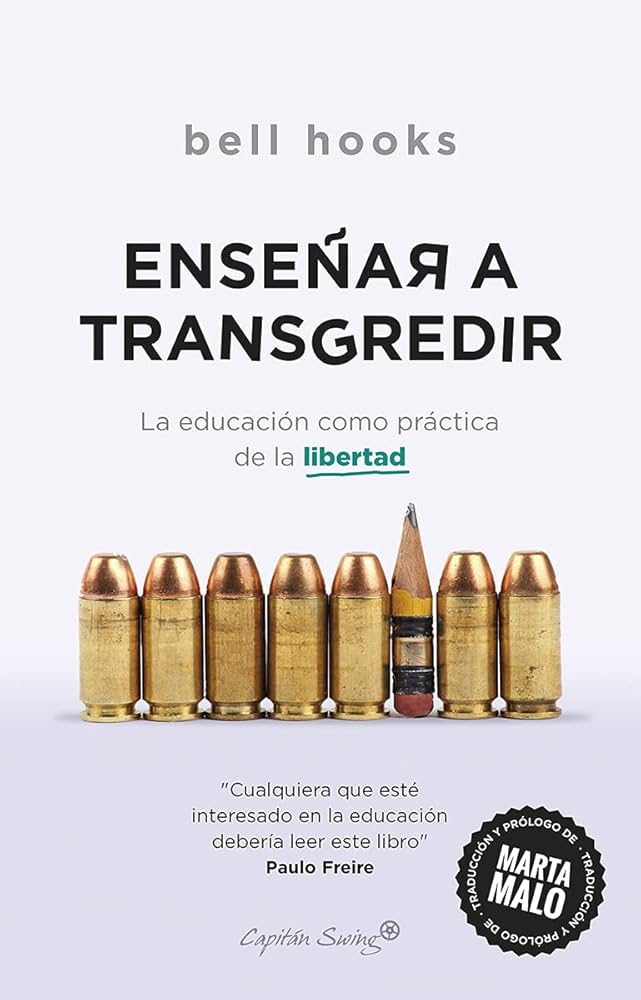 bell hooks
ENSEÑAR A
TRANSGREDIR
La educación como práctica
de la libertad
"Cualquiera que esté
interesado en la educación
debería leer este libro"
Paulo Freire
Capitán Swing
· TRADUCCIÓN Y PRÓLOGO DE · TRADUCCIÓN Y PRÓLOGO DE
MARTA
MALO